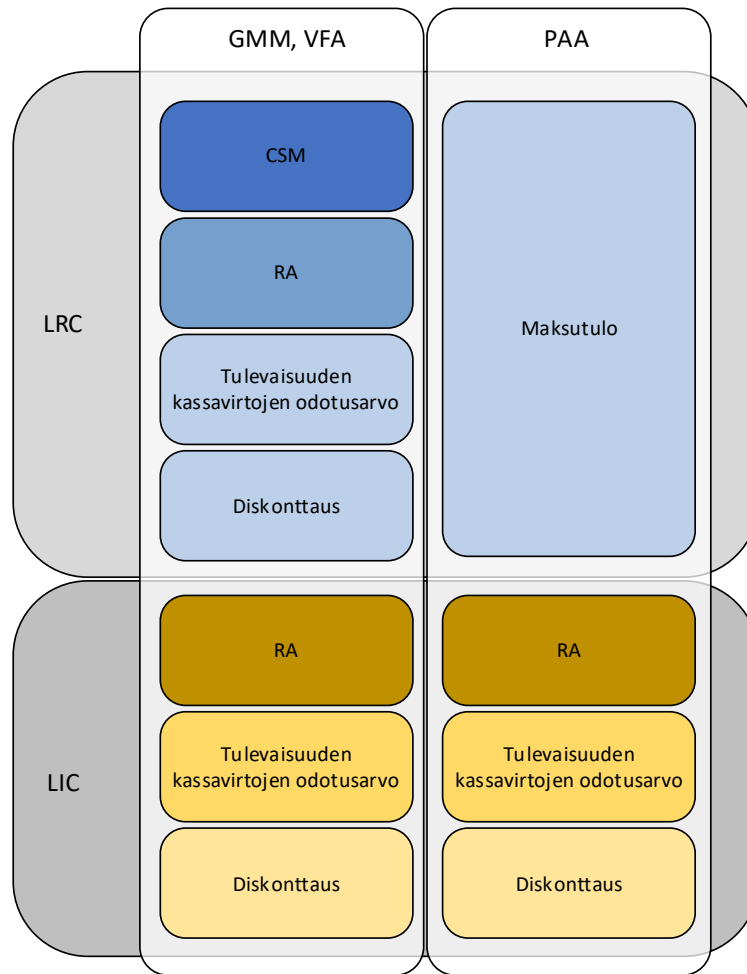 GMM, VFA
PAA
LRC
CSM
RA
Tulevaisuuden
kassavirtojen odotusarvo
Diskonttaus
Maksutulo
LIC
RA
Tulevaisuuden
kassavirtojen odotusarvo
Diskonttaus
RA
Tulevaisuuden
kassavirtojen odotusarvo
Diskonttaus